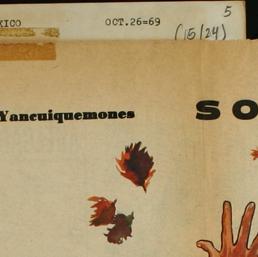 5
XICO OCT.26=69
(15/24)
Yancuiquemones
SO